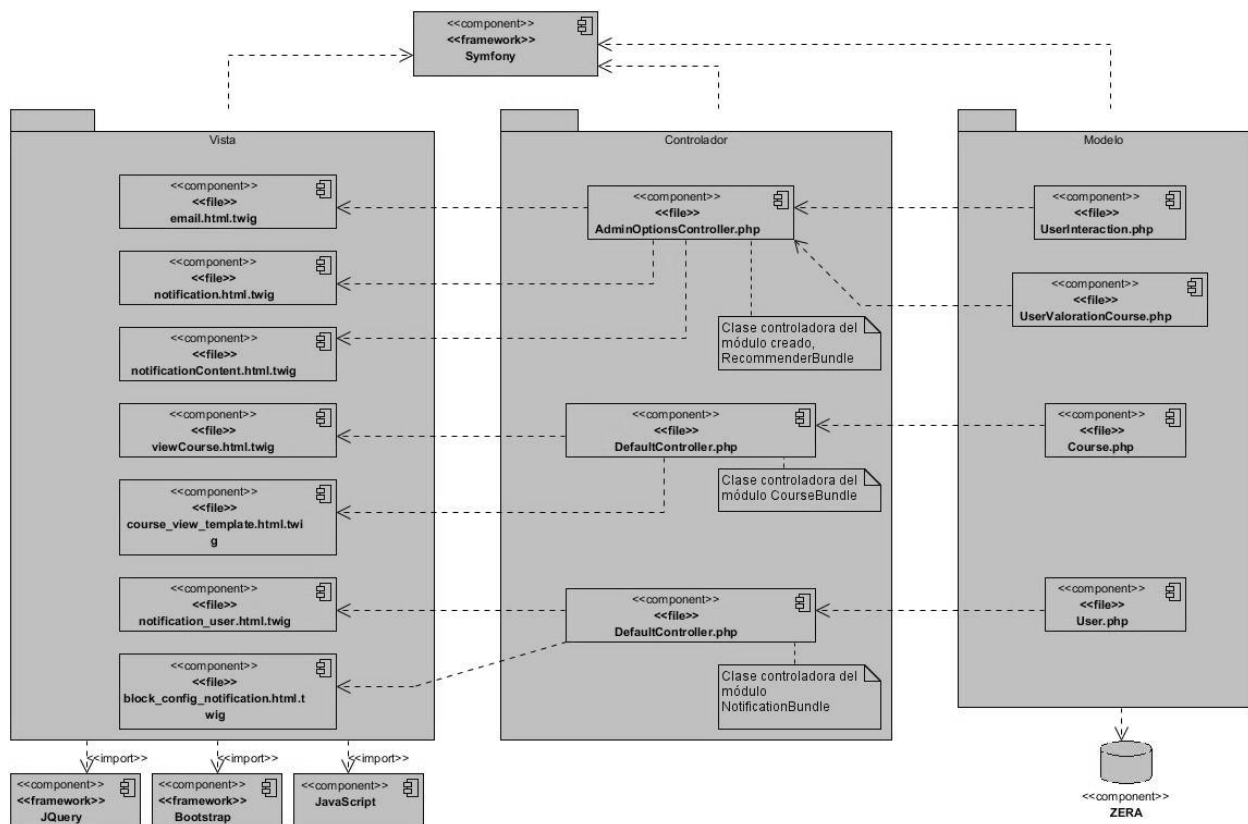 <<component>>
<<framework>>
Symfony
Vista
<<component>>
<<file>>
email.html.twig
<<component>>
<<file>>
notification.html.twig
<<component>>
<<file>>
notificationContent.html.twig
<<component>>
<<file>>
viewCourse.html.twig
<<component>>
<<file>>
course_view_template.html.twi
g
<<component>>
<<file>>
notification_user.html.twig
<<component>>
<<file>>
block_config_notification.html.t
wig
Controlador
<<component>>
<<file>>
AdminOptionsController.php
Clase controladora del
módulo creado,
RecommenderBundle
<<component>>
<<file>>
DefaultController.php
Clase controladora del
módulo CourseBundle
<<component>>
<<file>>
DefaultController.php
Clase controladora del
módulo
NotificationBundle
Modelo
<<component>>
<<file>>
UserInteraction.php
<<component>>
<<file>>
UserValorationCourse.php
<<component>>
<<file>>
Course.php
<<component>>
<<file>>
User.php
<<import>>
<<import>>
<<import>>
<<component>>
<<framework>>
JQuery
<<component>>
<<framework>>
Bootstrap
<<component>>
JavaScript
<<component>>
ZERA